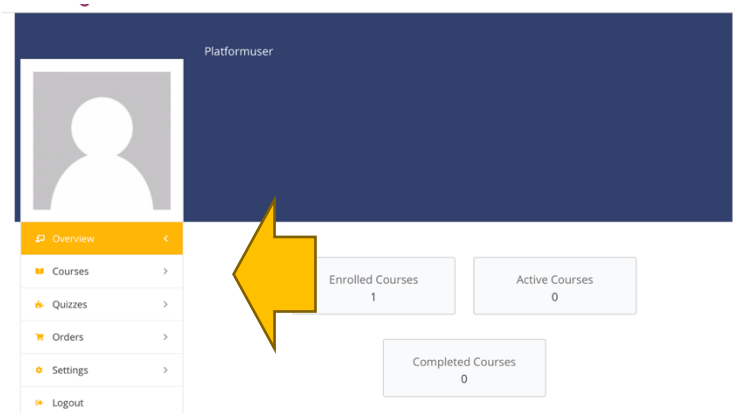 Platformuser
Overview
Courses
Quizzes
Orders
Settings
Logout
Enrolled Courses
1
Active Courses
0
Completed Courses
0